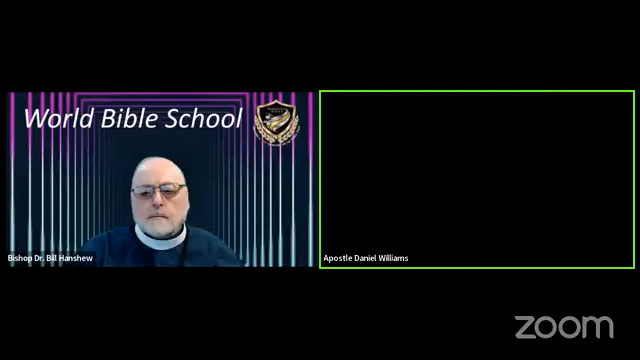 World Bible School
Bishop Dr. Bill Hanshew
Apostle Daniel Williams
zoom